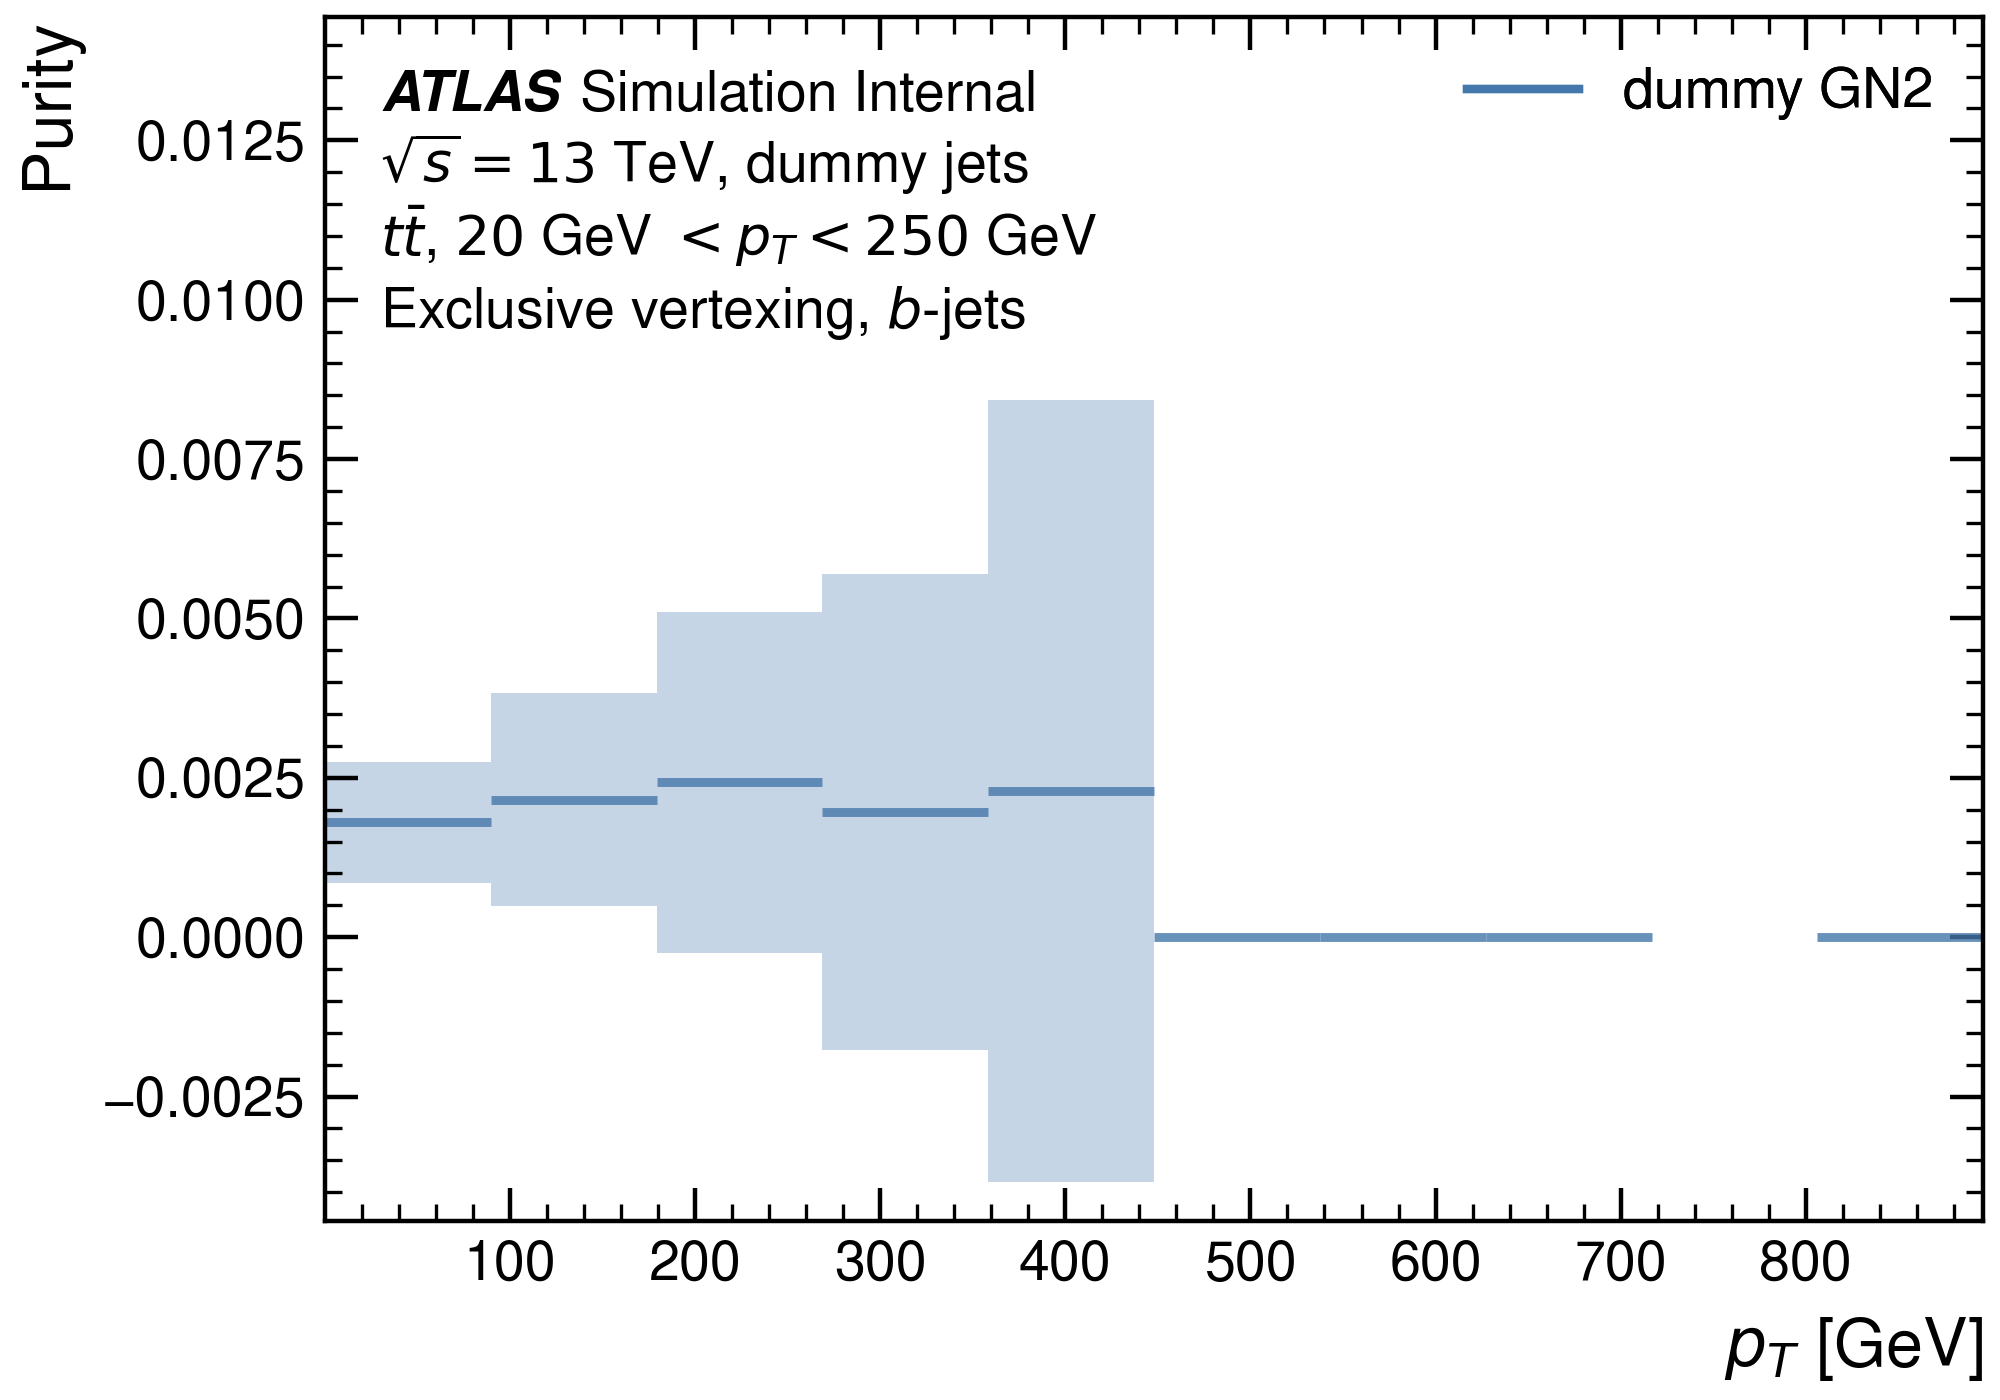 Purity
ATLAS Simulation Internal
√s = 13 TeV, dummy jets
tt̄, 20 GeV < p_T < 250 GeV
Exclusive vertexing, b-jets
dummy GN2
0.0125
0.0100
0.0075
0.0050
0.0025
0.0000
−0.0025
100 200 300 400 500 600 700 800
p_T [GeV]